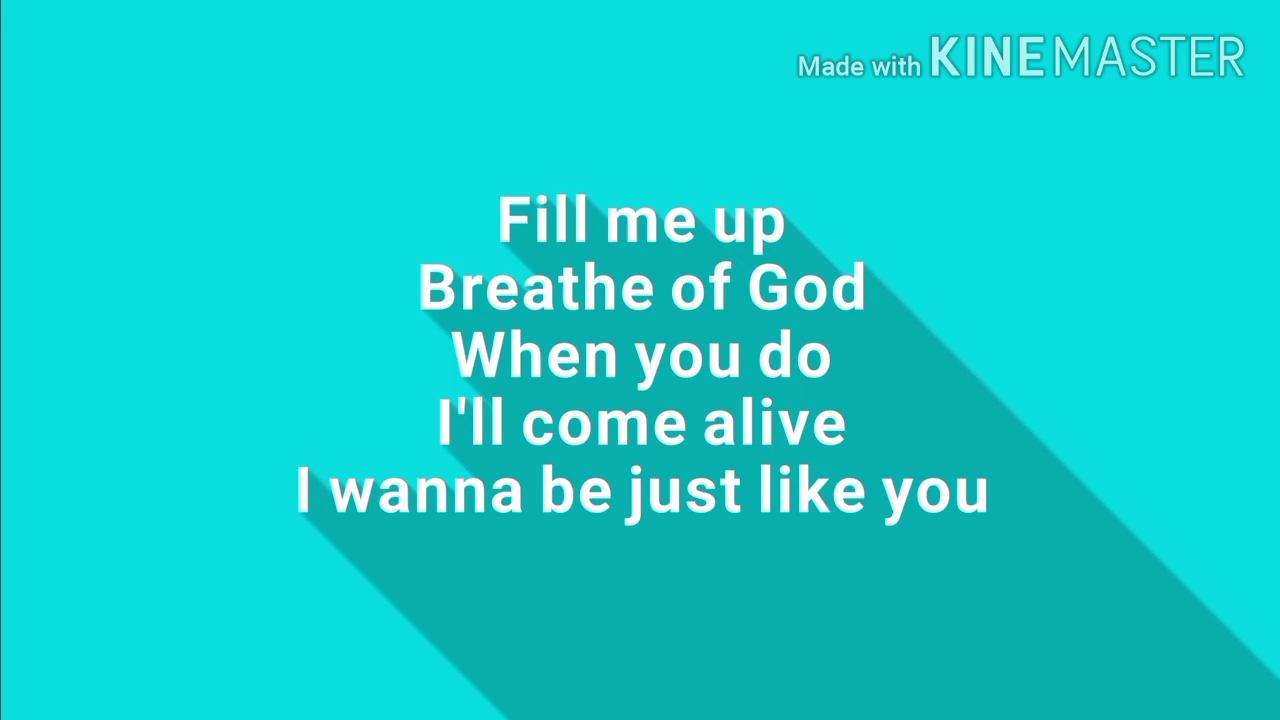 Made with KINEMASTER
Fill me up
Breathe of God
When you do
I'll come alive
I wanna be just like you